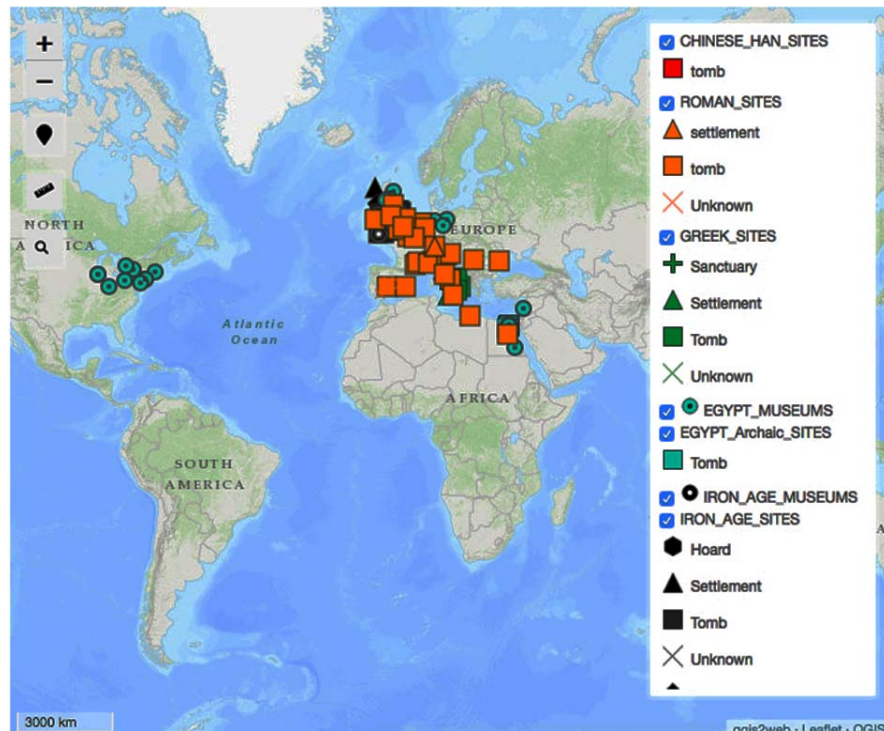 +
−
NORTH
A ICA
EUROPE
Atlantic
Ocean
AFRICA
SOUTH
AMERICA
3000 km
CHINESE_HAN_SITES
tomb
ROMAN_SITES
settlement
tomb
Unknown
GREEK_SITES
Sanctuary
Settlement
Tomb
Unknown
EGYPT_MUSEUMS
EGYPT_Archaic_SITES
Tomb
IRON_AGE_MUSEUMS
IRON_AGE_SITES
Hoard
Settlement
Tomb
Unknown
A
qgis2web · Leaflet · QGIS